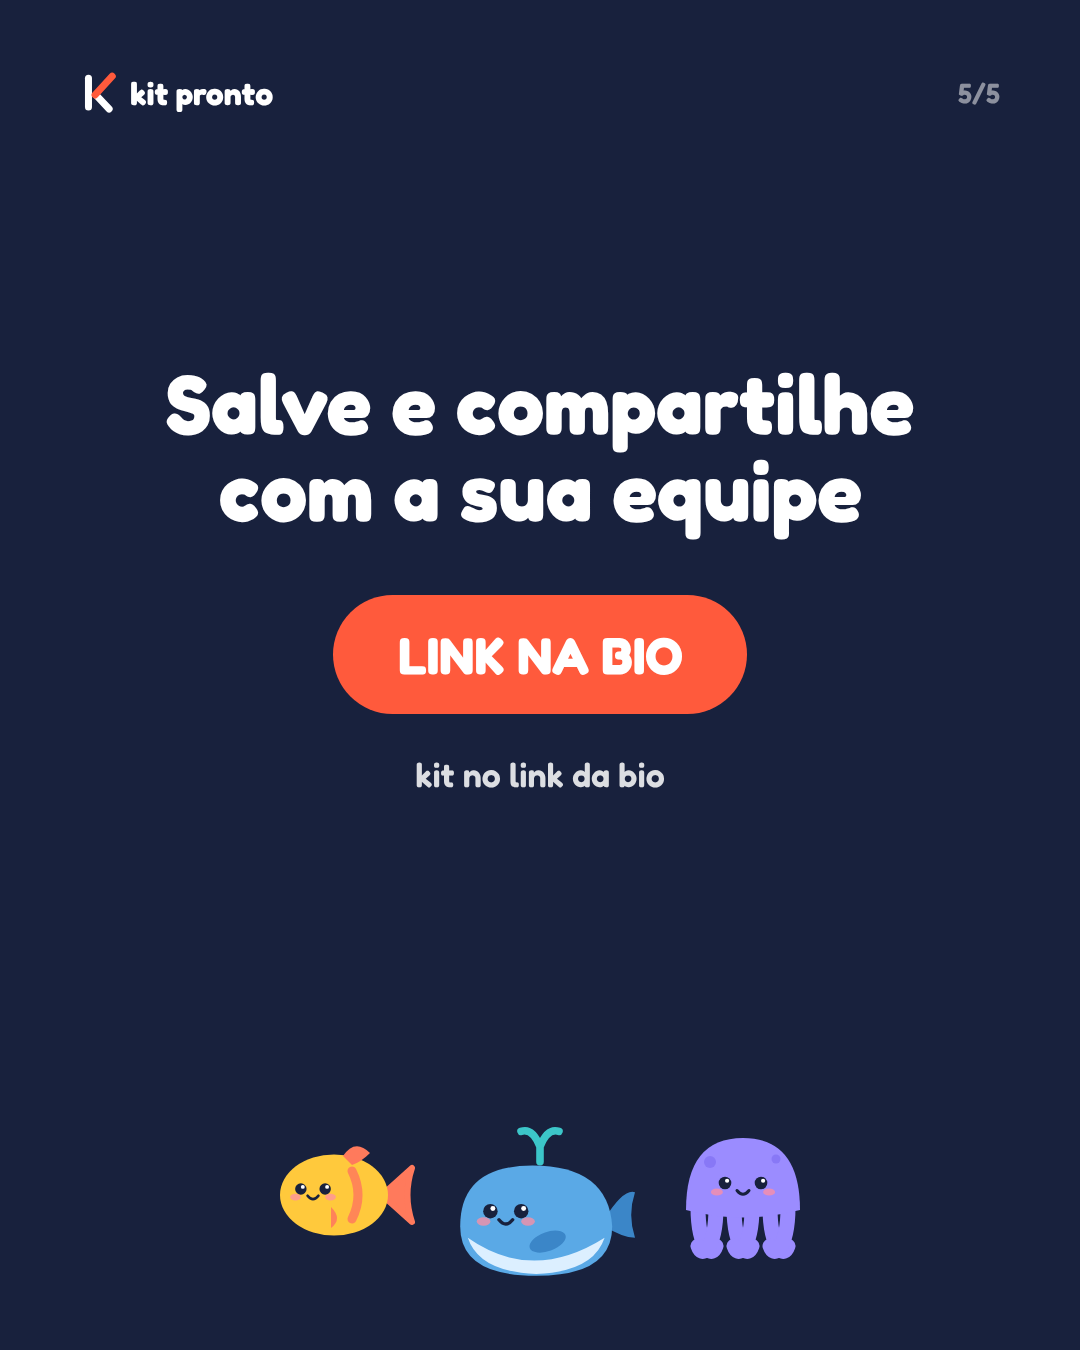 kit pronto
5/5
Salve e compartilhe
com a sua equipe
LINK NA BIO
kit no link da bio